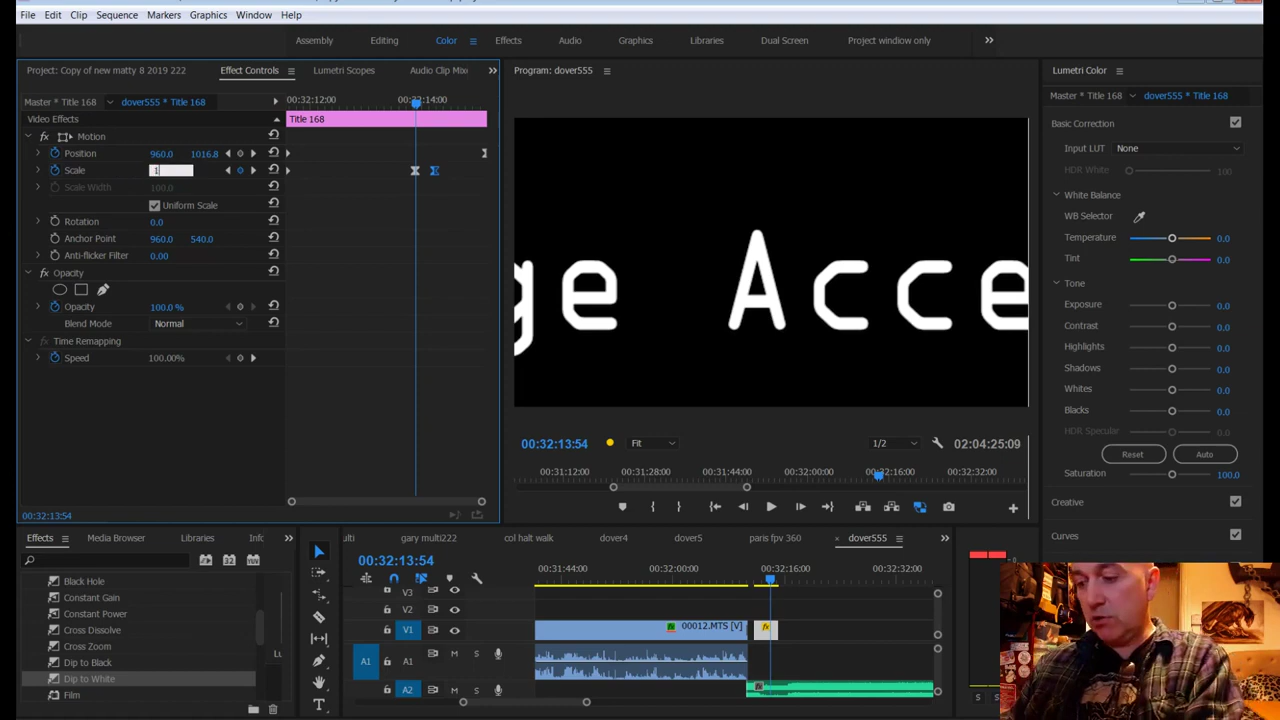 File Edit Clip Sequence Markers Graphics Window Help
Assembly Editing Color Effects Audio Graphics Libraries Dual Screen Project window only
Project: Copy of new matty 8 2019 222 Effect Controls Lumetri Scopes Audio Clip Mix
Program: dover555
Lumetri Color
Master * Title 168 dover555 * Title 168
00:32:12:00 00:32:14:00
Master * Title 168 dover555 * Title 168
Video Effects
Title 168
Basic Correction
fx Motion
Input LUT None
Position 960.0 1016.8
HDR White 100
Scale 1
Scale Width 100.0
White Balance
Uniform Scale
WB Selector
Rotation 0.0
Temperature 0.0
Anchor Point 960.0 540.0
Tint 0.0
Anti-flicker Filter 0.00
fx Opacity
Tone
Exposure 0.0
Opacity 100.0 %
Contrast 0.0
Blend Mode Normal
Highlights 0.0
Time Remapping
Shadows 0.0
Speed 100.00%
Whites 0.0
Blacks 0.0
HDR Specular 0.0
ge Acce
00:32:13:54 Fit 1/2 02:04:25:09
Reset Auto
00:31:12:00 00:31:28:00 00:31:44:00 00:32:00:00 00:32:16:00 00:32:32:00
Saturation 100.0
Creative
00:32:13:54
Curves
Effects Media Browser Libraries Info
multi gary multi222 col halt walk dover4 dover5 paris fpv 360 × dover555
00:32:13:54
00:31:44:00 00:32:00:00 00:32:16:00 00:32:32:00
Black Hole
Constant Gain
Constant Power
Cross Dissolve
Cross Zoom
Dip to Black
Dip to White
Film
V3
V2
V1 V1
fx 00012.MTS [V] fx
A1 A1 M S
A2 A2 M S
fx
T
S S